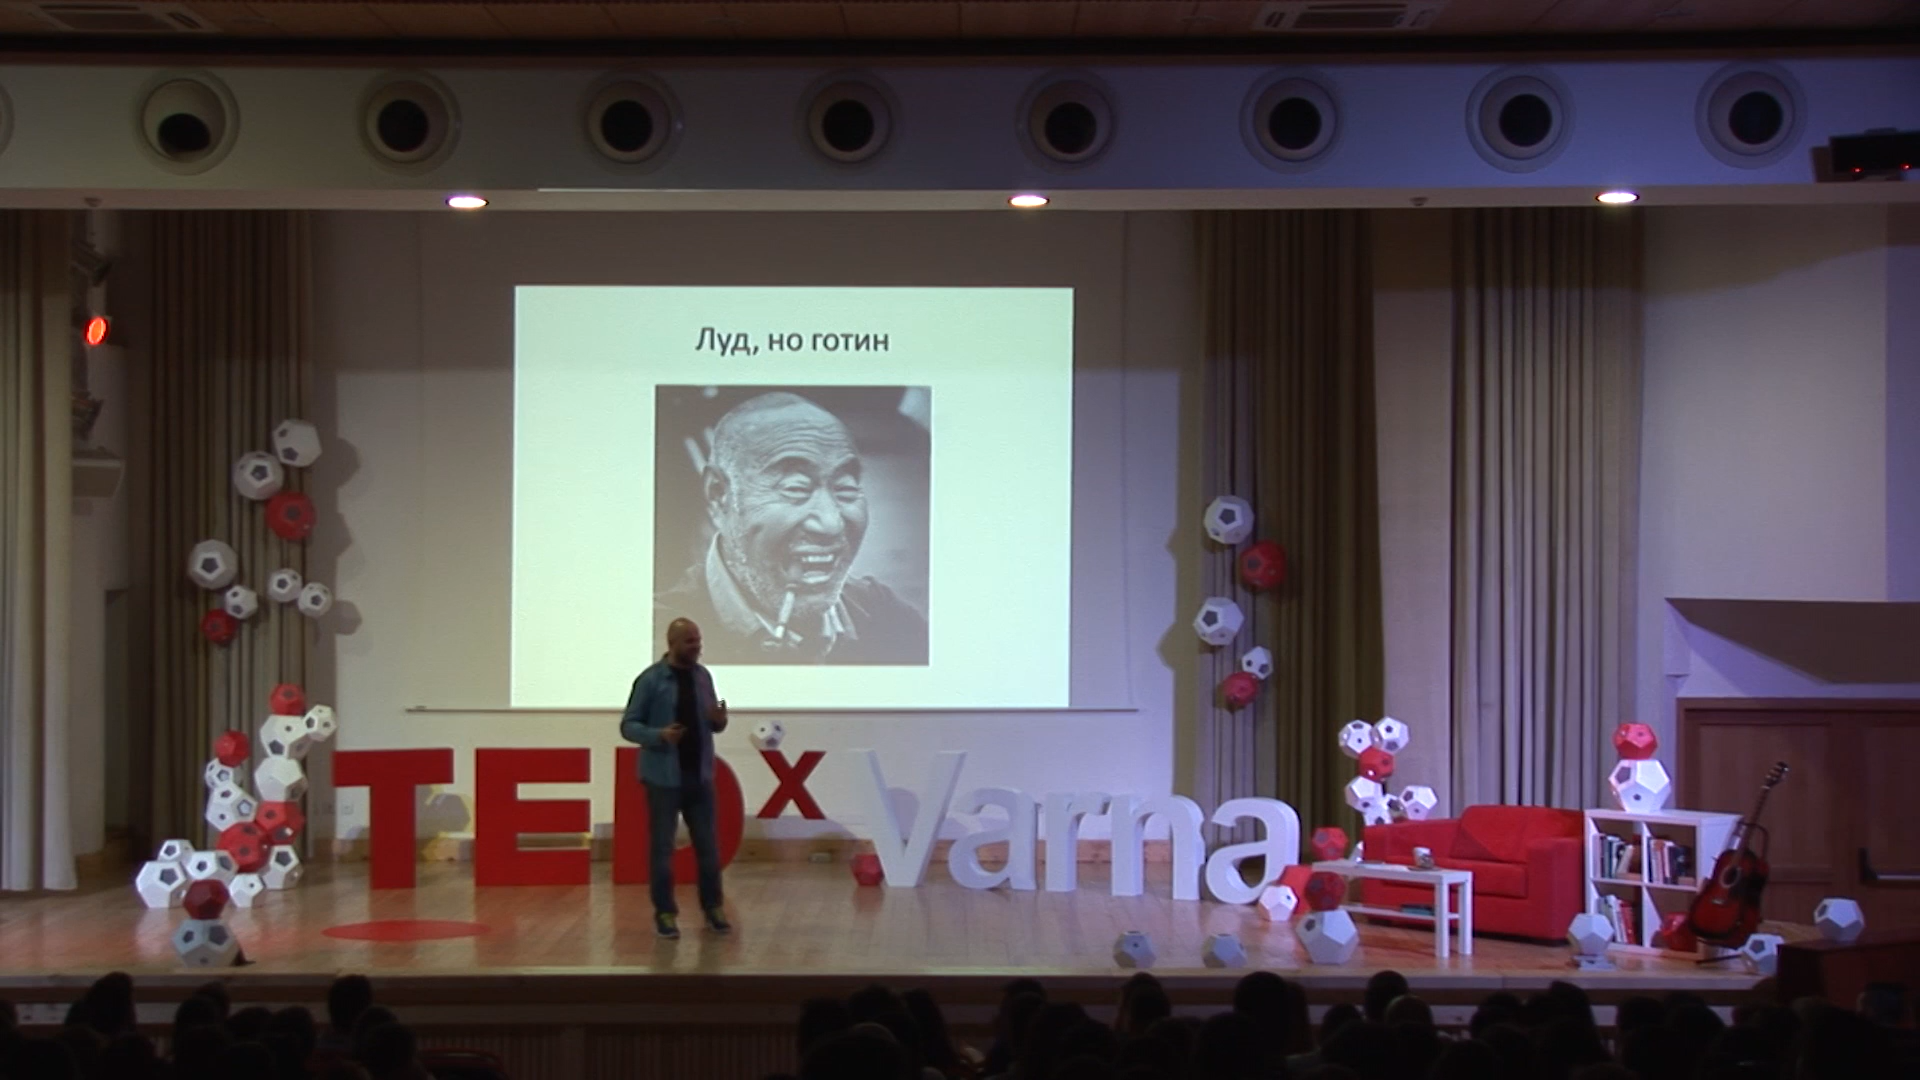 Луд, но готин
TEDx Varna